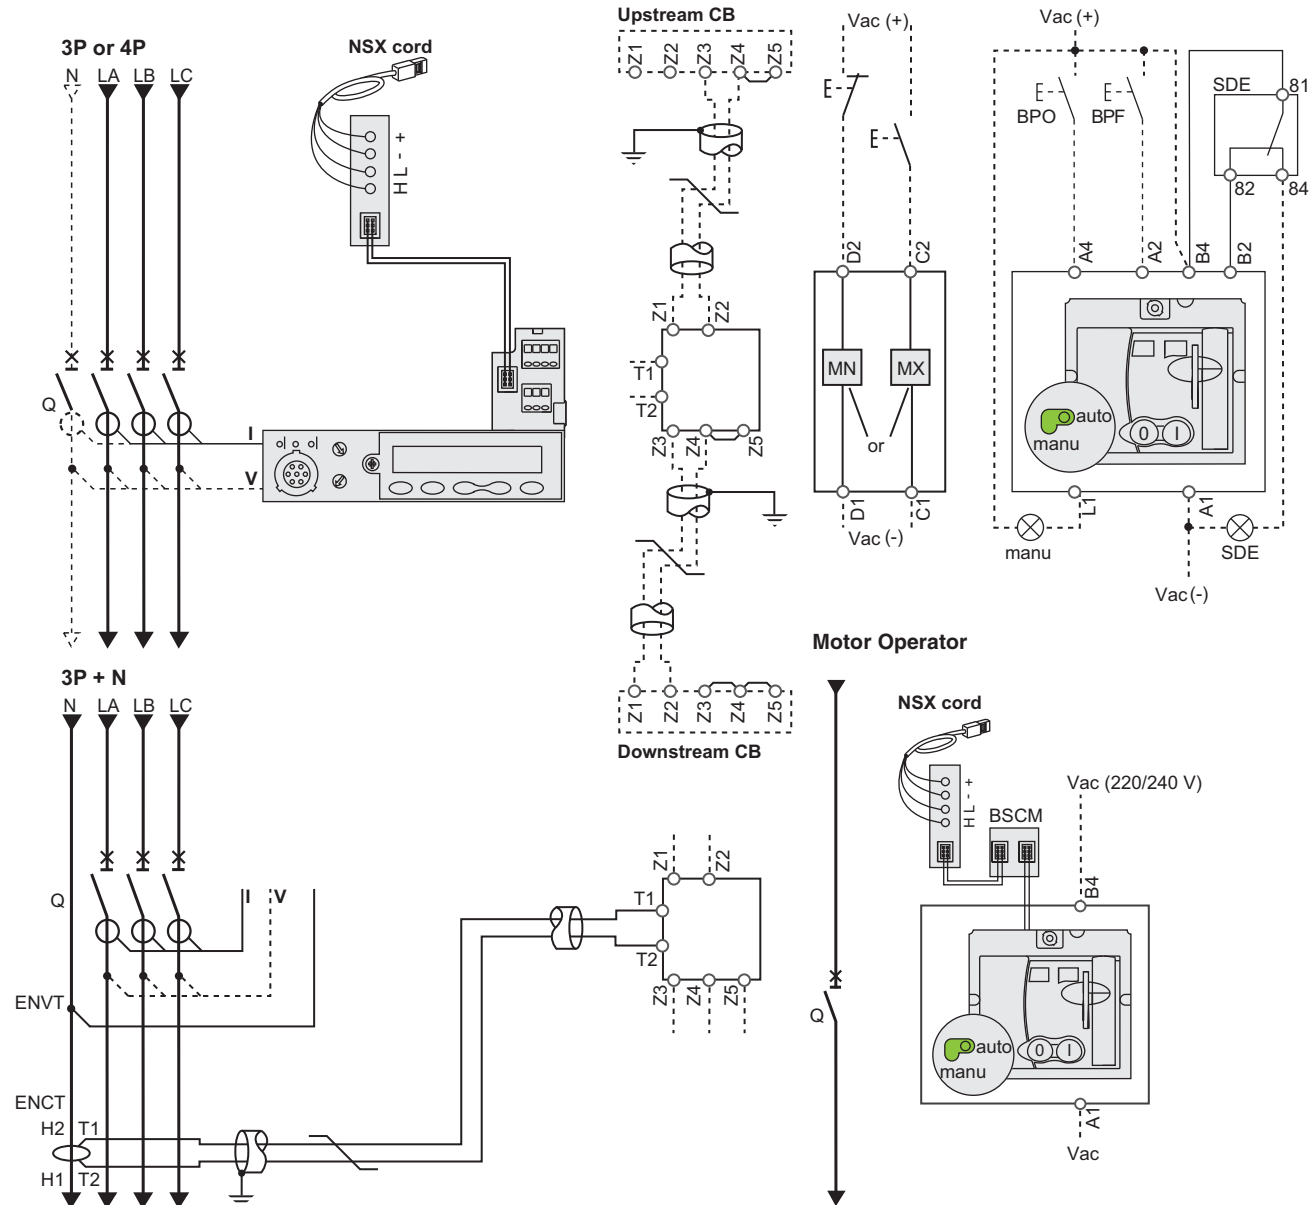 3P or 4P
N LA LB LC
Q
I
V
NSX cord
+
-
L
H
Upstream CB
Z1 Z2 Z3 Z4 Z5
Z1 Z2
T1
T2
Z3 Z4 Z5
Z1 Z2 Z3 Z4 Z5
Downstream CB
Vac (+)
D2 C2
MN MX
or
D1 C1
Vac (-)
Vac (+)
BPO BPF
SDE 81
82 84
A4 A2 B4 B2
auto
manu
0 I
L1 A1
manu SDE
Vac (-)
3P + N
N LA LB LC
Q
I V
ENVT
ENCT
H2 T1
H1 T2
Z1 Z2
T1
T2
Z3 Z4 Z5
Motor Operator
Q
NSX cord
+
-
L
H
BSCM
Vac (220/240 V)
B4
auto
manu
0 I
A1
Vac